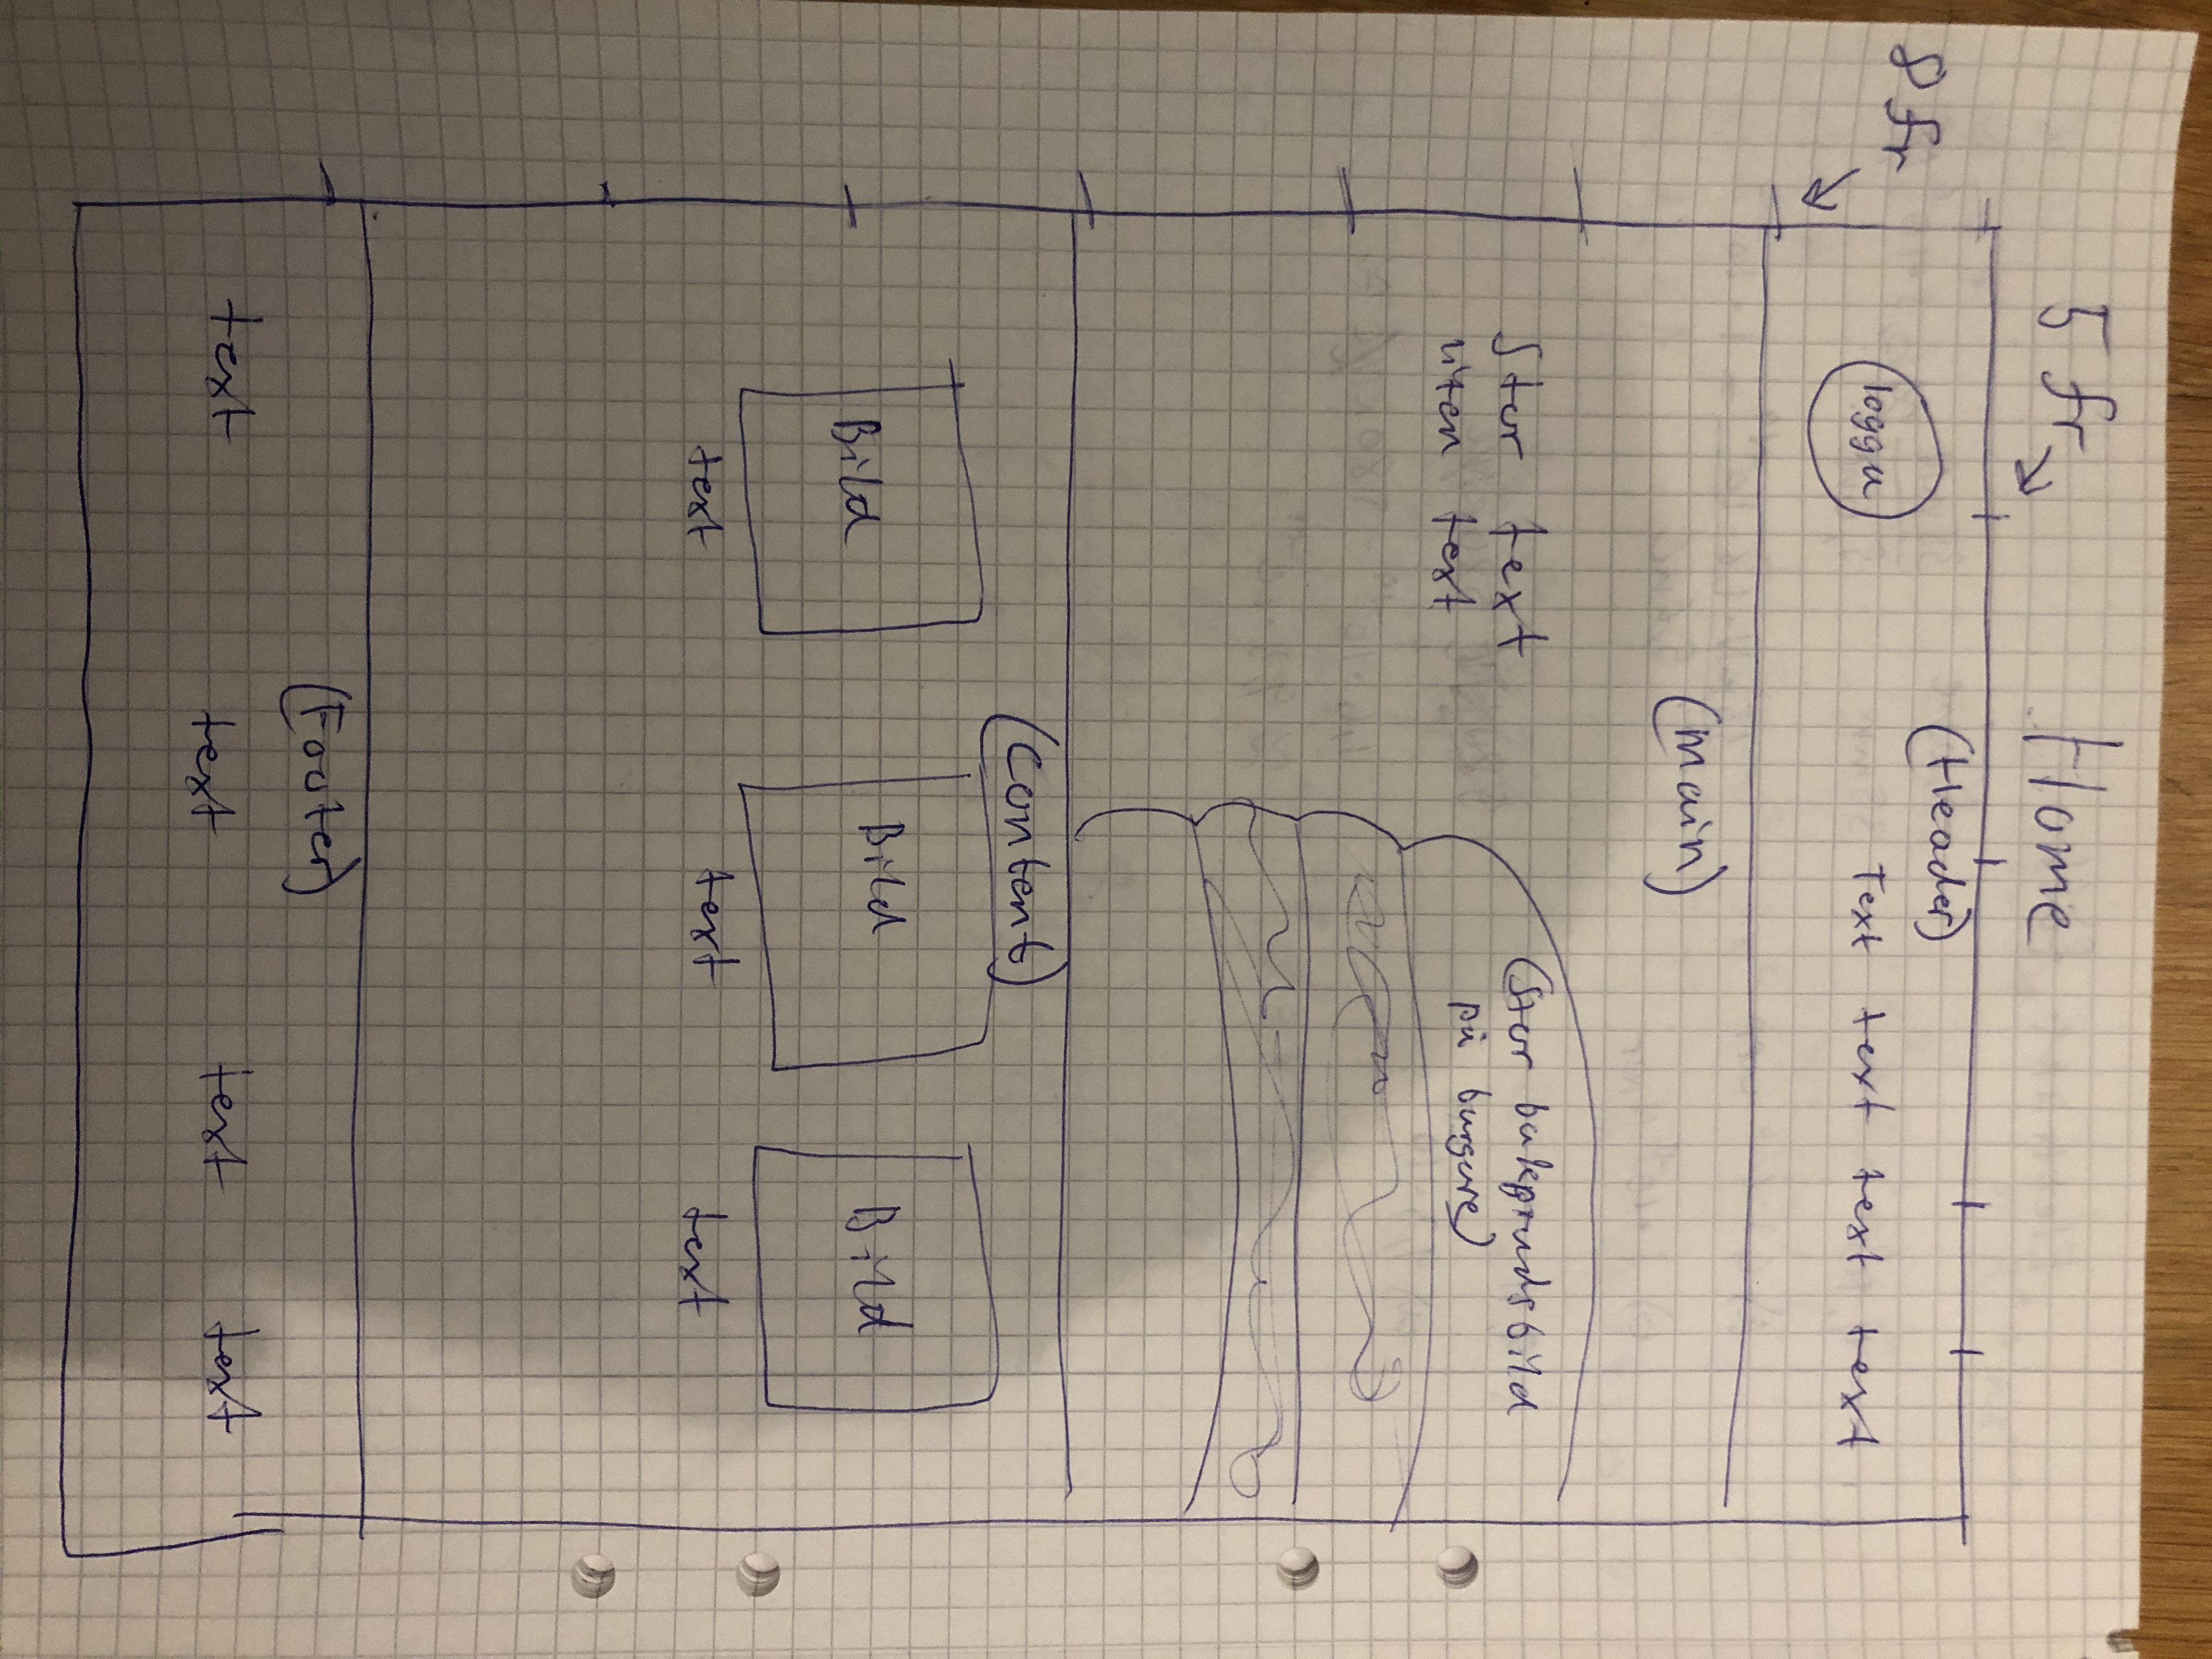 5 fr Home
8 fr
(Header)
logga Text text text text
(main)
Stor text
liten text
(Stor bakgrundsbild
på burgare)
(Content)
Bild Bild Bild
text text text
(Footer)
text text text text